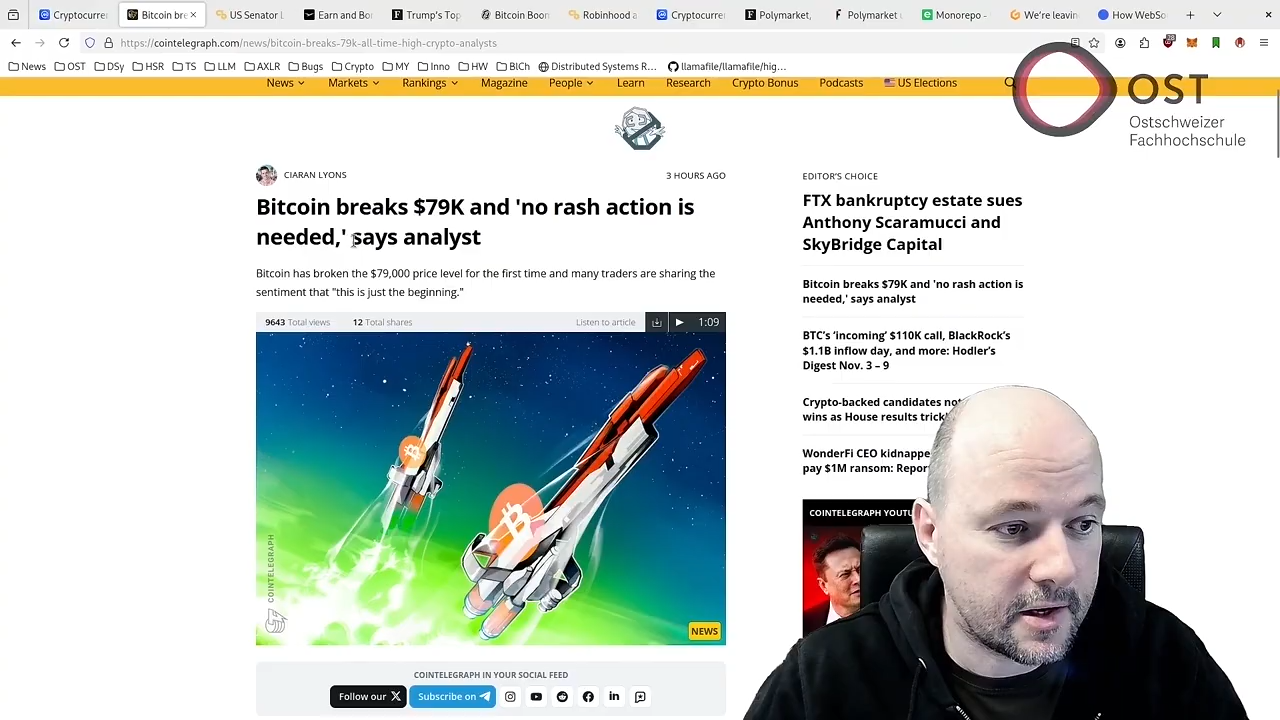 Cryptocurren
Bitcoin bre
US Senator L
Earn and Bo
Trump's Top
Bitcoin Boon
Robinhood a
Cryptocurre
Polymarket,
Polymarket u
Monorepo -
We're leavin
How WebSo
https://cointelegraph.com/news/bitcoin-breaks-79k-all-time-high-crypto-analysts
News OST DSy HSR TS LLM AXLR Bugs Crypto MY Inno HW BlCh Distributed Systems R… llamafile/llamafile/hig…
News Markets Rankings Magazine People Learn Research Crypto Bonus Podcasts US Elections
OST
Ostschweizer
Fachhochschule
CIARAN LYONS
3 HOURS AGO
Bitcoin breaks $79K and 'no rash action is
needed,' says analyst
Bitcoin has broken the $79,000 price level for the first time and many traders are sharing the
sentiment that "this is just the beginning."
9643 Total views 12 Total shares Listen to article 1:09
COINTELEGRAPH
NEWS
COINTELEGRAPH IN YOUR SOCIAL FEED
Follow our X Subscribe on
EDITOR'S CHOICE
FTX bankruptcy estate sues
Anthony Scaramucci and
SkyBridge Capital
Bitcoin breaks $79K and 'no rash action is
needed,' says analyst
BTC's 'incoming' $110K call, BlackRock's
$1.1B inflow day, and more: Hodler's
Digest Nov. 3 – 9
Crypto-backed candidates
wins as House results
WonderFi CEO
pay $1M ransom:
COINTELEGRAPH